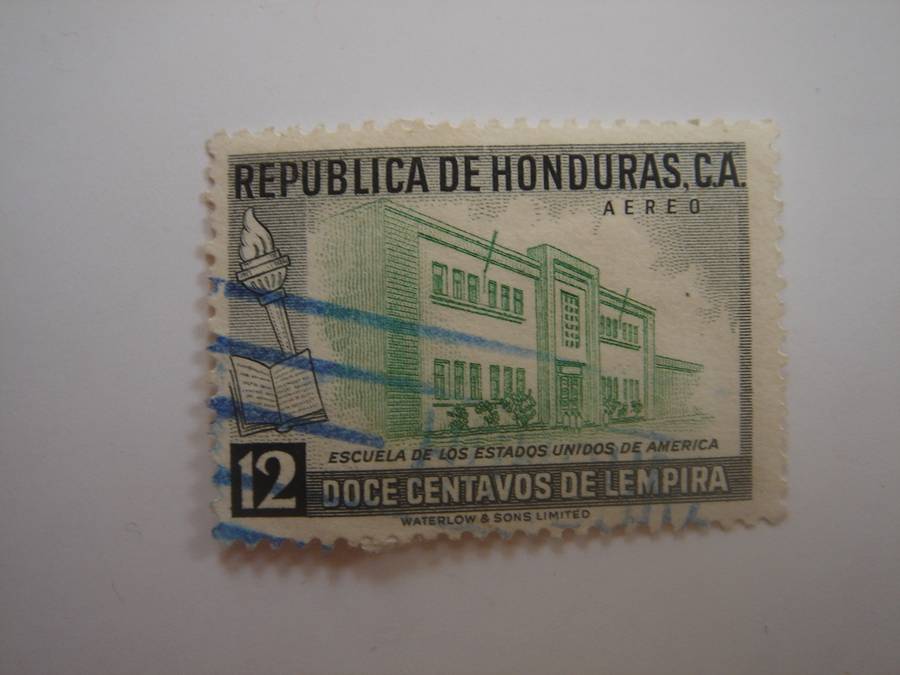 REPUBLICA DE HONDURAS, C.A.
AEREO
ESCUELA DE LOS ESTADOS UNIDOS DE AMERICA
12 DOCE CENTAVOS DE LEMPIRA
WATERLOW & SONS LIMITED